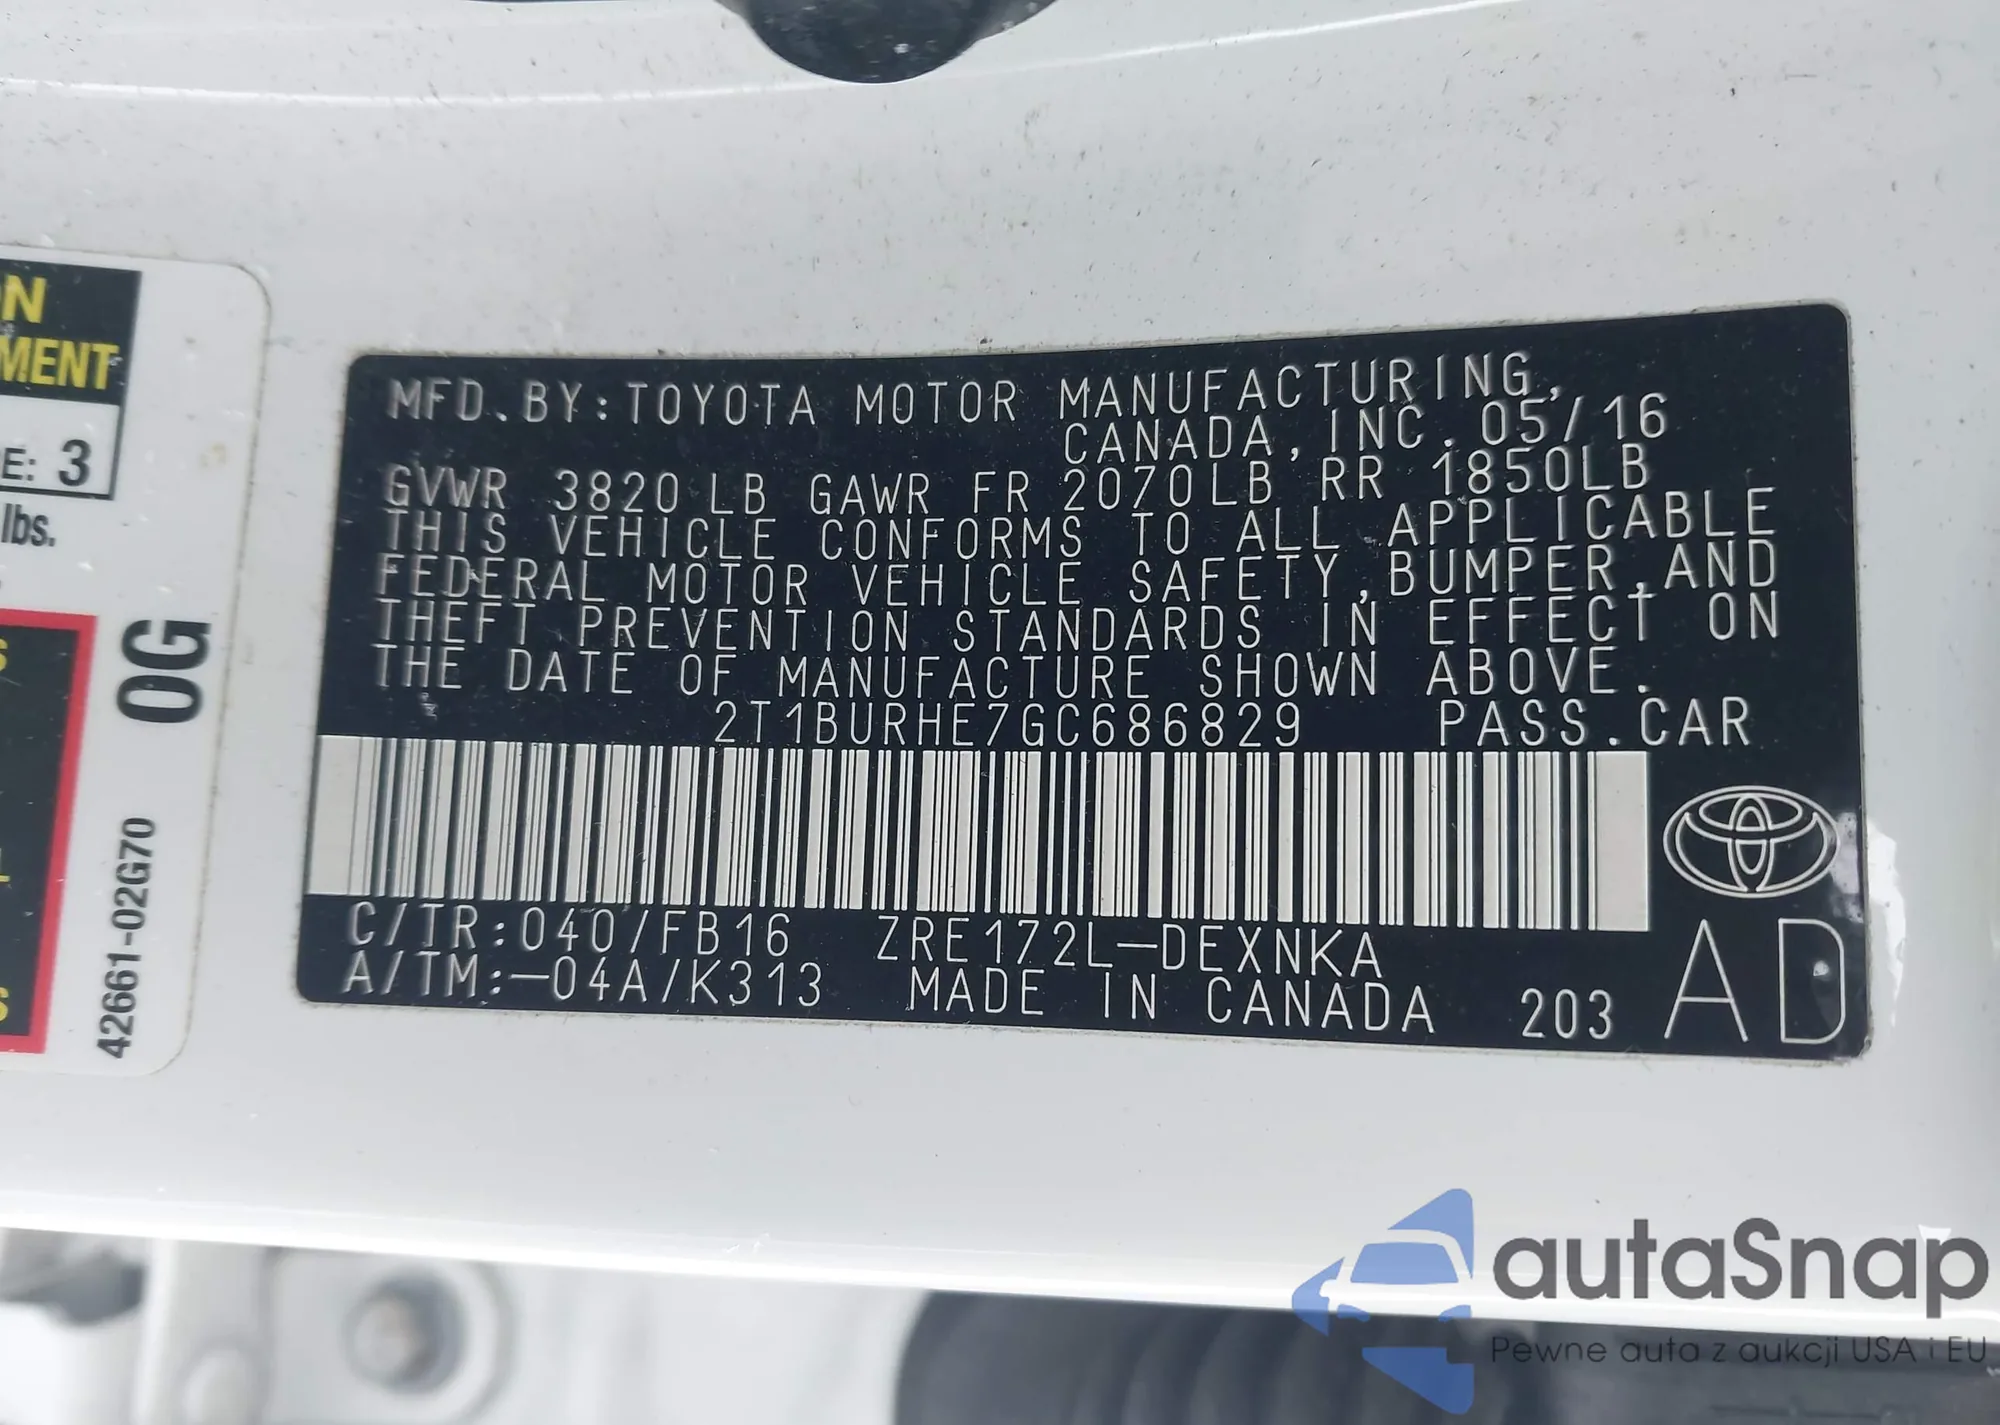 ON
MENT
E: 3
lbs.
0G
42661-02G70
MFD.BY:TOYOTA MOTOR MANUFACTURING,
CANADA,INC.05/16
GVWR 3820LB GAWR FR 2070LB RR 1850LB
THIS VEHICLE CONFORMS TO ALL APPLICABLE
FEDERAL MOTOR VEHICLE SAFETY,BUMPER,AND
THEFT PREVENTION STANDARDS IN EFFECT ON
THE DATE OF MANUFACTURE SHOWN ABOVE.
2T1BURHE7GC686829 PASS.CAR
C/TR:040/FB16 ZRE172L-DEXNKA
A/TM:-04A/K313 MADE IN CANADA 203 AD
autaSnap
Pewne auta z aukcji USA i EU